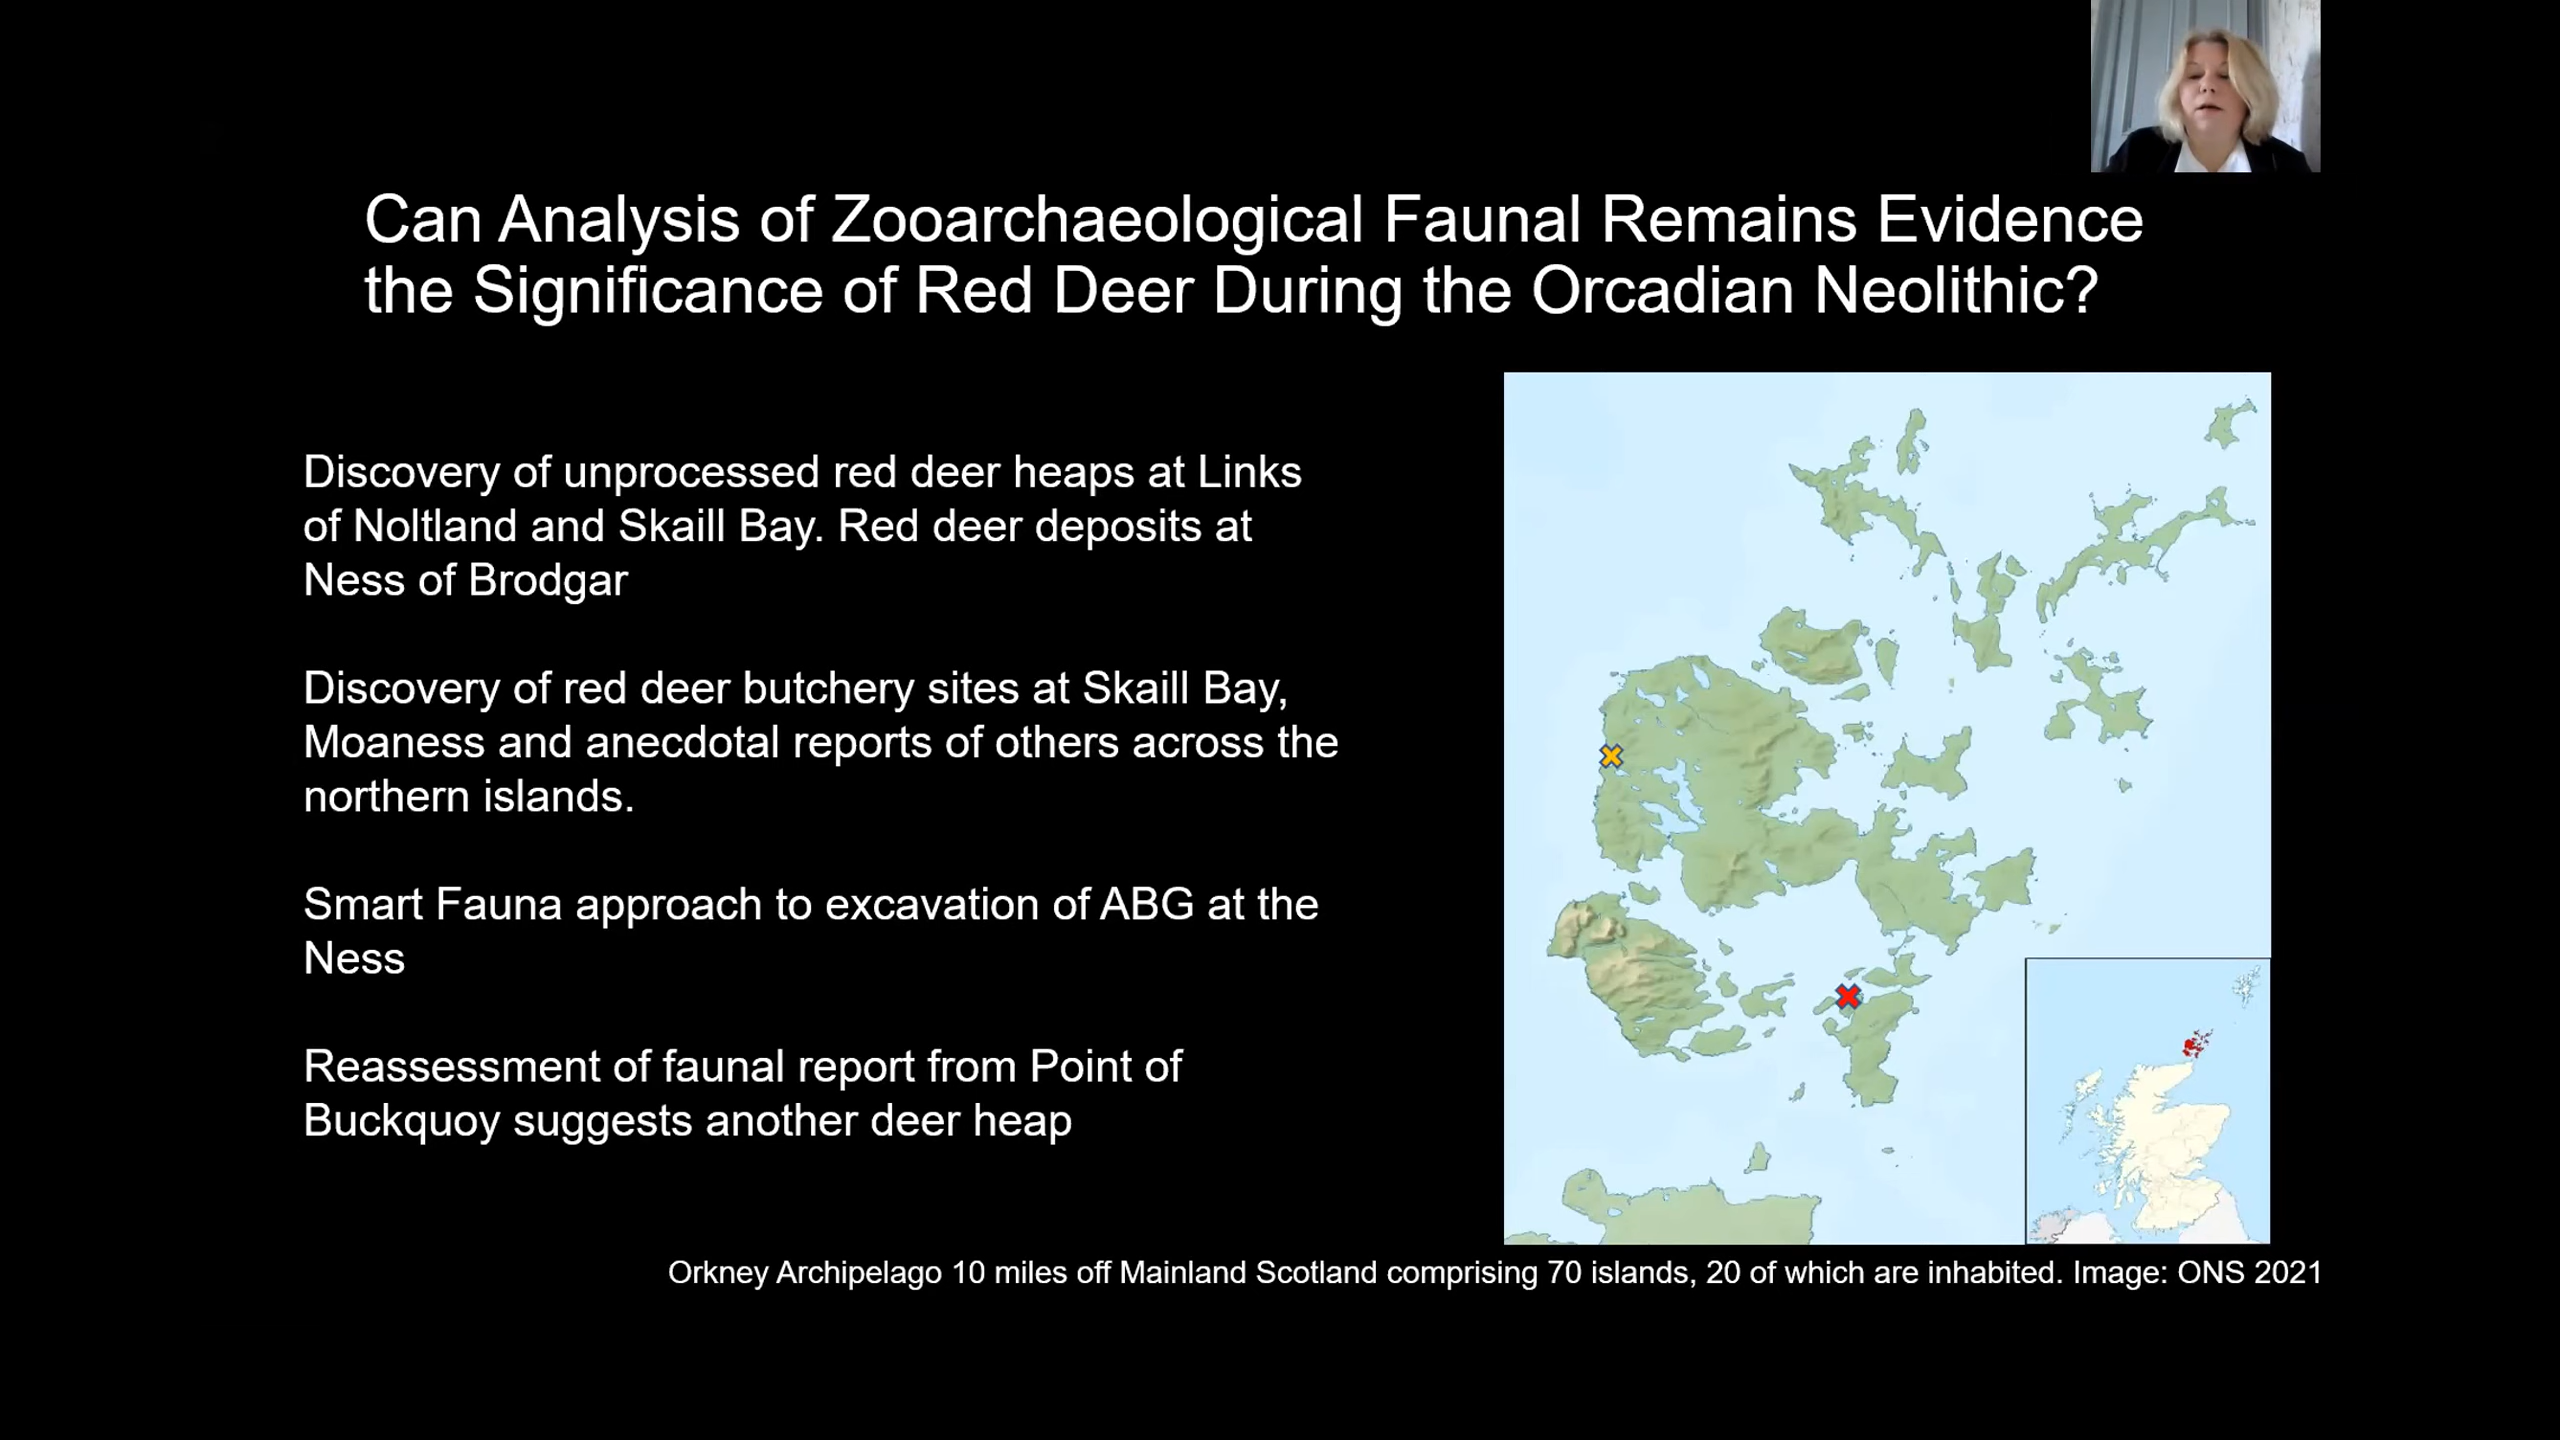 Can Analysis of Zooarchaeological Faunal Remains Evidence
the Significance of Red Deer During the Orcadian Neolithic?
Discovery of unprocessed red deer heaps at Links
of Noltland and Skaill Bay. Red deer deposits at
Ness of Brodgar
Discovery of red deer butchery sites at Skaill Bay,
Moaness and anecdotal reports of others across the
northern islands.
Smart Fauna approach to excavation of ABG at the
Ness
Reassessment of faunal report from Point of
Buckquoy suggests another deer heap
Orkney Archipelago 10 miles off Mainland Scotland comprising 70 islands, 20 of which are inhabited. Image: ONS 2021